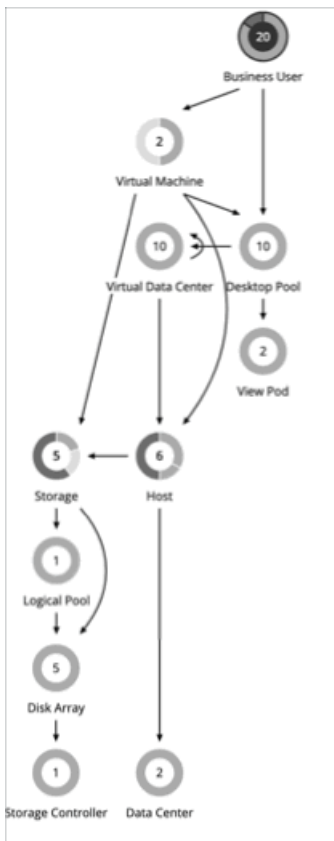 20
Business User
2
Virtual Machine
10
10
Virtual Data Center
Desktop Pool
2
View Pod
5
6
Storage
Host
1
Logical Pool
5
Disk Array
1
2
Storage Controller
Data Center